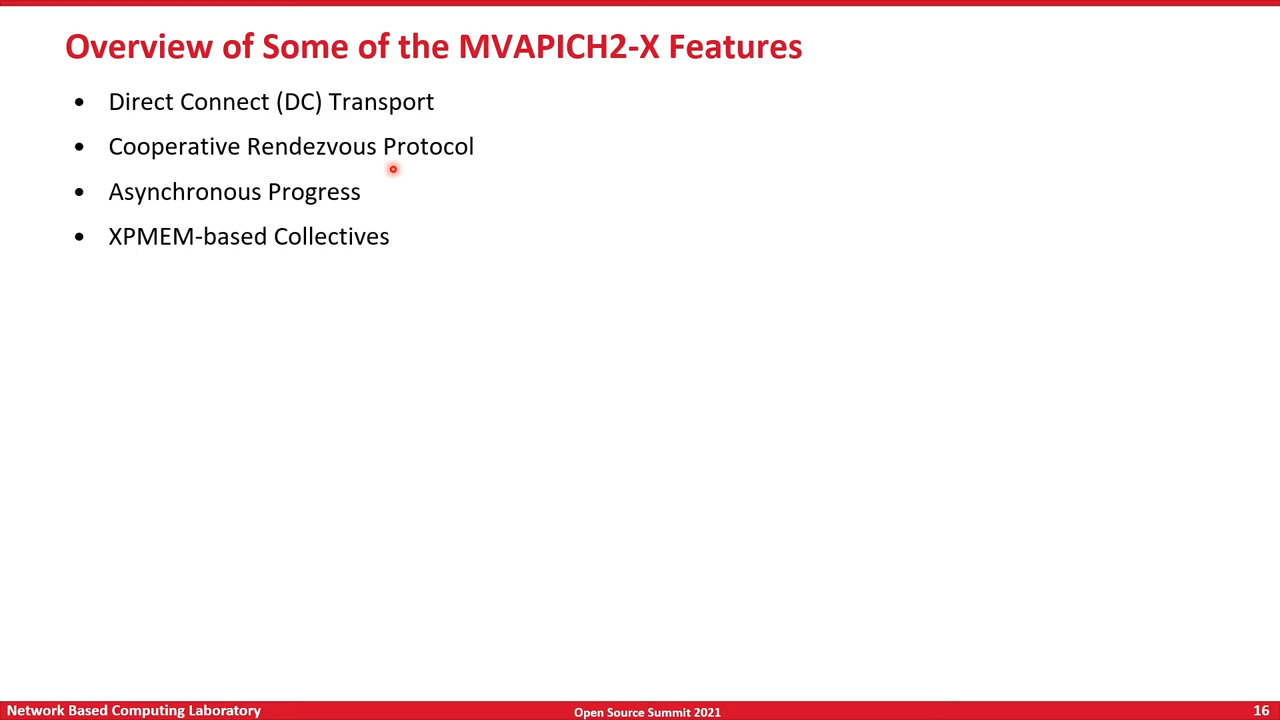 Overview of Some of the MVAPICH2-X Features
• Direct Connect (DC) Transport
• Cooperative Rendezvous Protocol
• Asynchronous Progress
• XPMEM-based Collectives
Network Based Computing Laboratory
Open Source Summit 2021
16